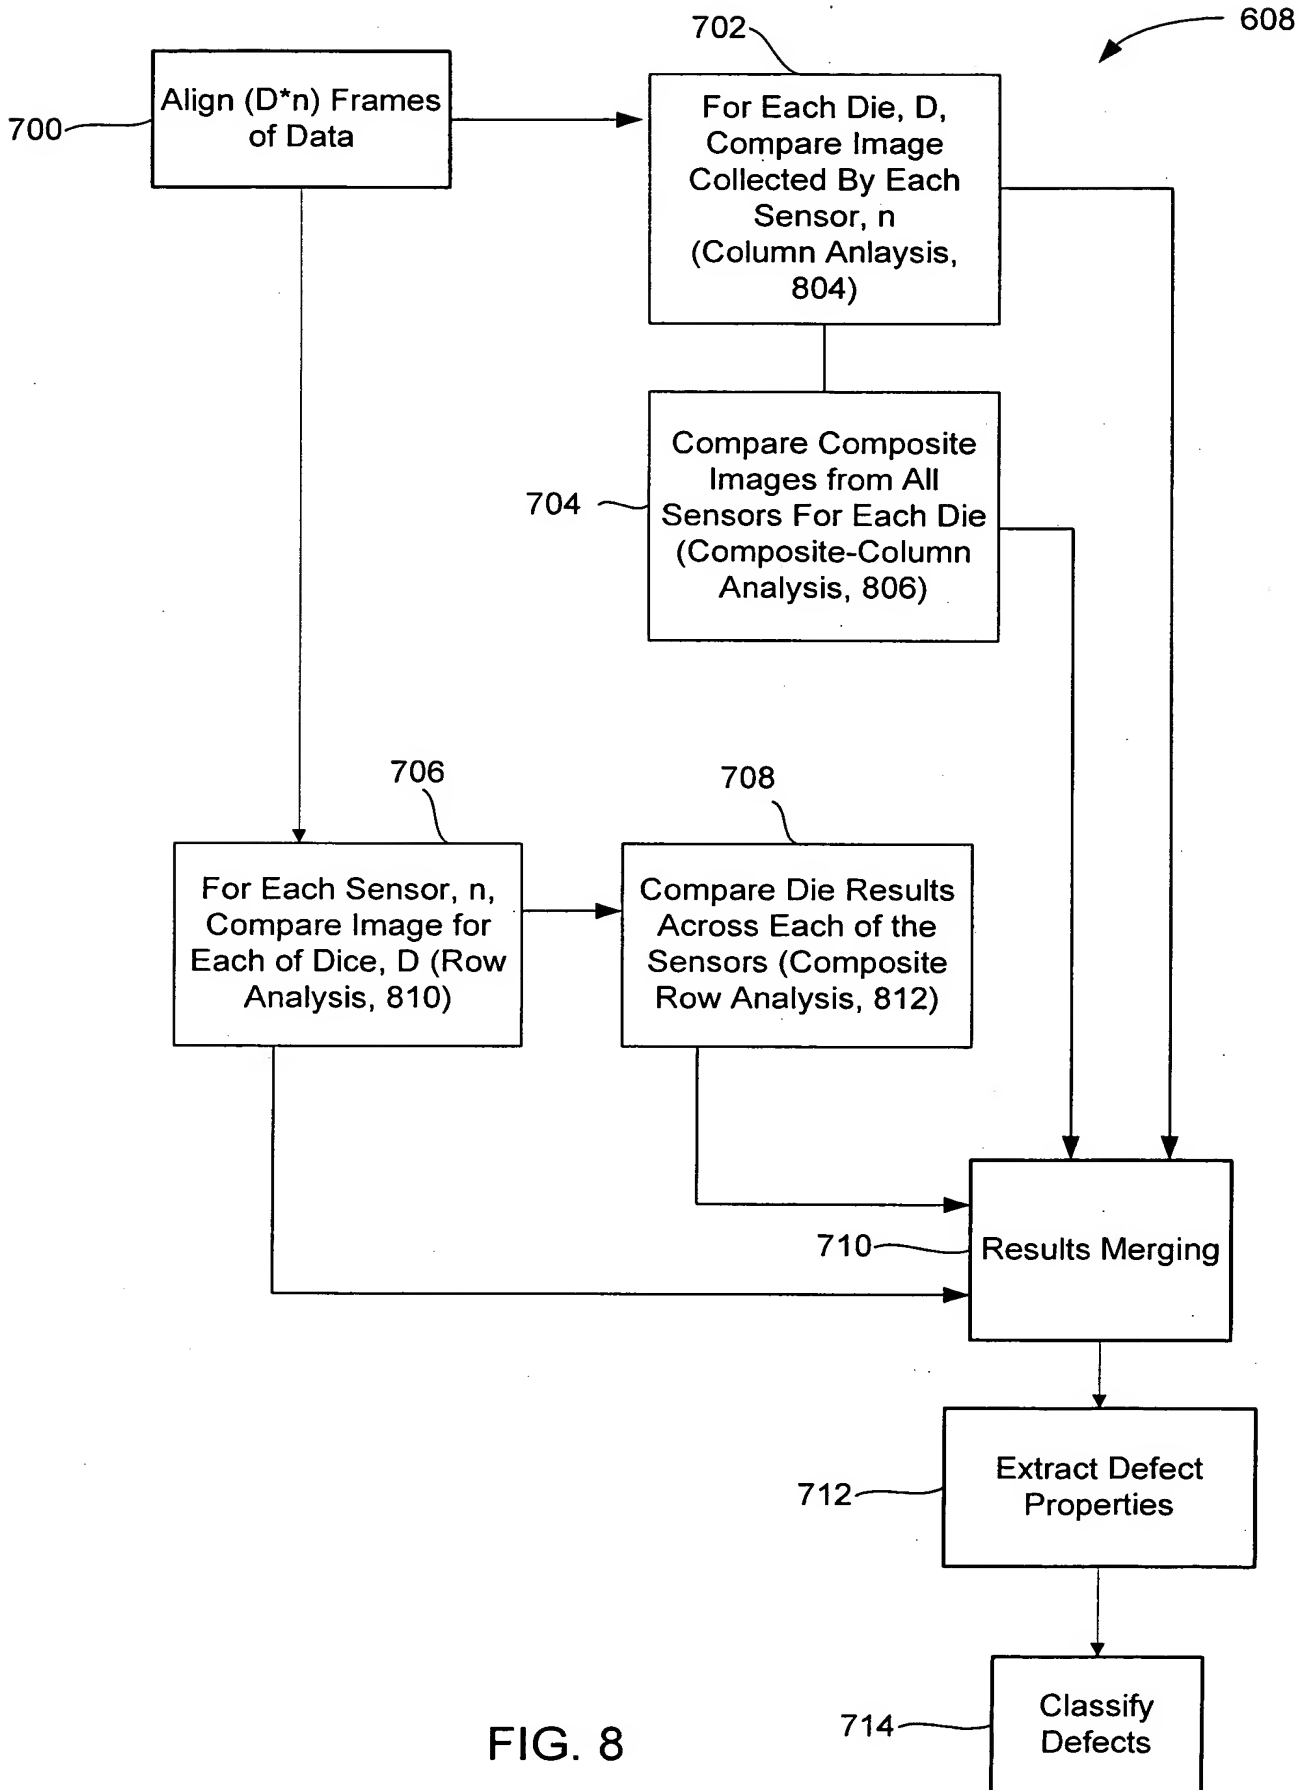 608
700
Align (D*n) Frames
of Data
702
For Each Die, D,
Compare Image
Collected By Each
Sensor, n
(Column Anlaysis,
804)
704
Compare Composite
Images from All
Sensors For Each Die
(Composite-Column
Analysis, 806)
706
For Each Sensor, n,
Compare Image for
Each of Dice, D (Row
Analysis, 810)
708
Compare Die Results
Across Each of the
Sensors (Composite
Row Analysis, 812)
710
Results Merging
712
Extract Defect
Properties
714
Classify
Defects
FIG. 8